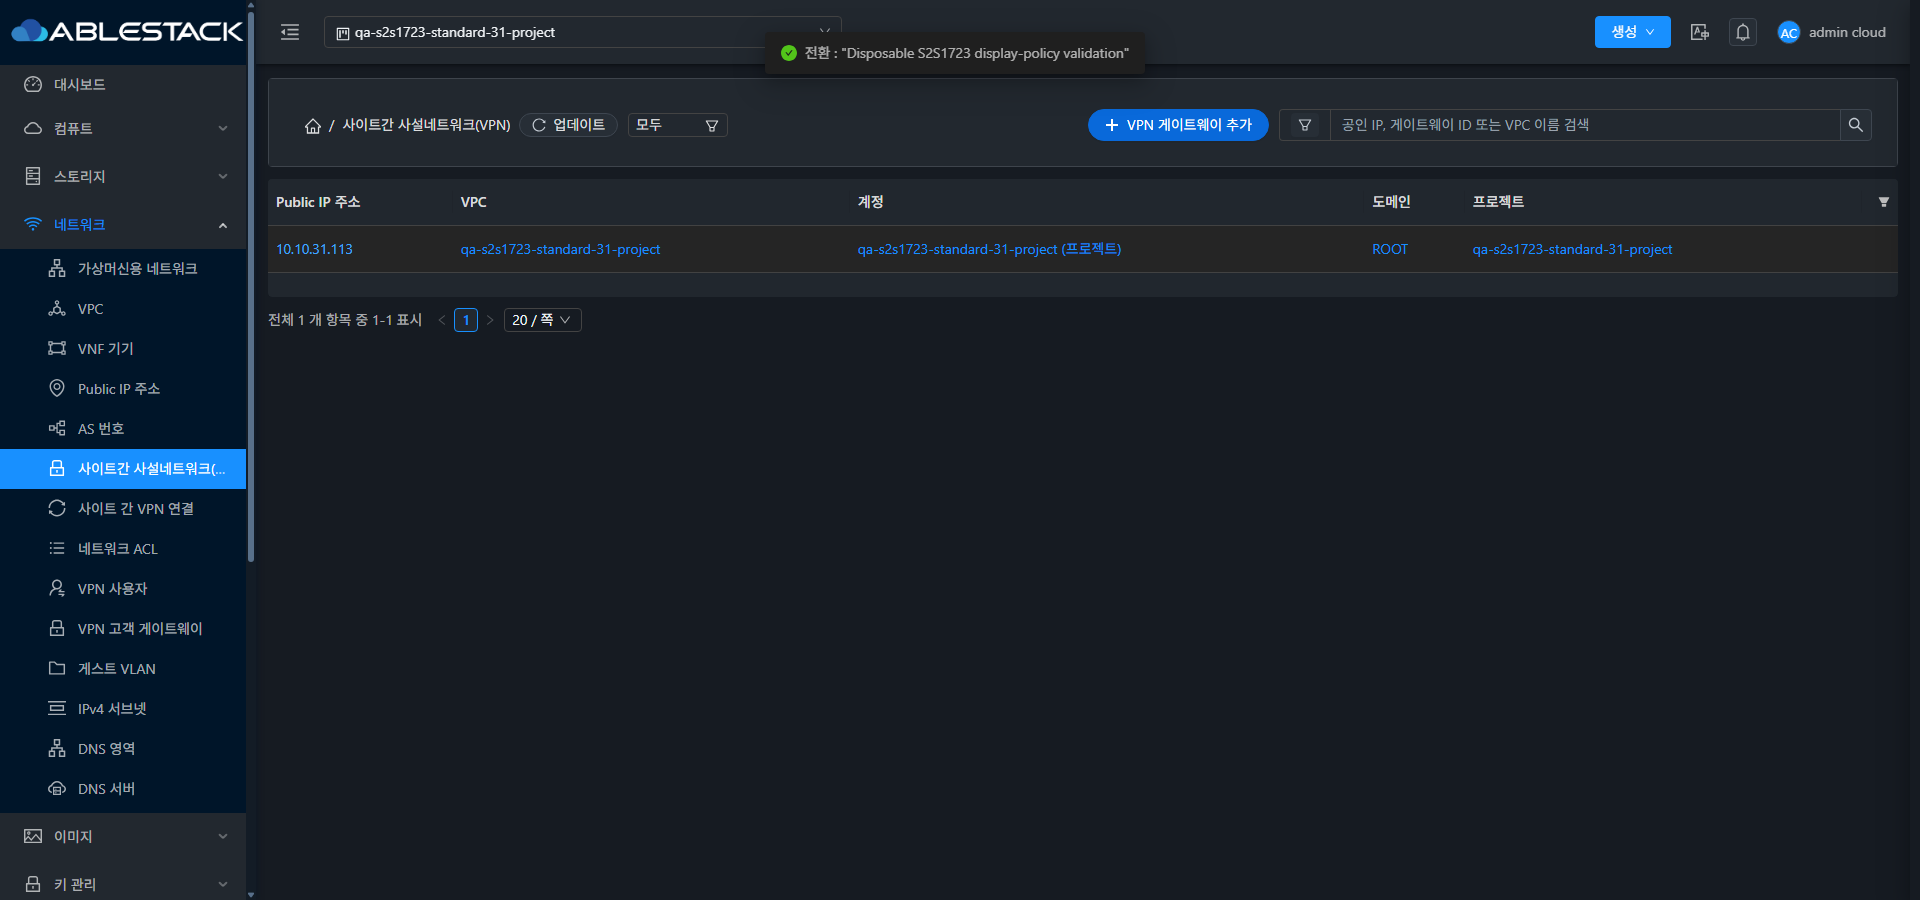 ABLESTACK
qa-s2s1723-standard-31-project
전환 : "Disposable S2S1723 display-policy validation"
생성
AC
admin cloud
대시보드
컴퓨트
스토리지
네트워크
가상머신용 네트워크
VPC
VNF 기기
Public IP 주소
AS 번호
사이트간 사설네트워크(...
사이트 간 VPN 연결
네트워크 ACL
VPN 사용자
VPN 고객 게이트웨이
게스트 VLAN
IPv4 서브넷
DNS 영역
DNS 서버
이미지
키 관리
/ 사이트간 사설네트워크(VPN) 업데이트 모두
VPN 게이트웨이 추가
공인 IP, 게이트웨이 ID 또는 VPC 이름 검색
Public IP 주소 VPC 계정 도메인 프로젝트
10.10.31.113 qa-s2s1723-standard-31-project qa-s2s1723-standard-31-project (프로젝트) ROOT qa-s2s1723-standard-31-project
전체 1 개 항목 중 1-1 표시 < 1 > 20 / 쪽